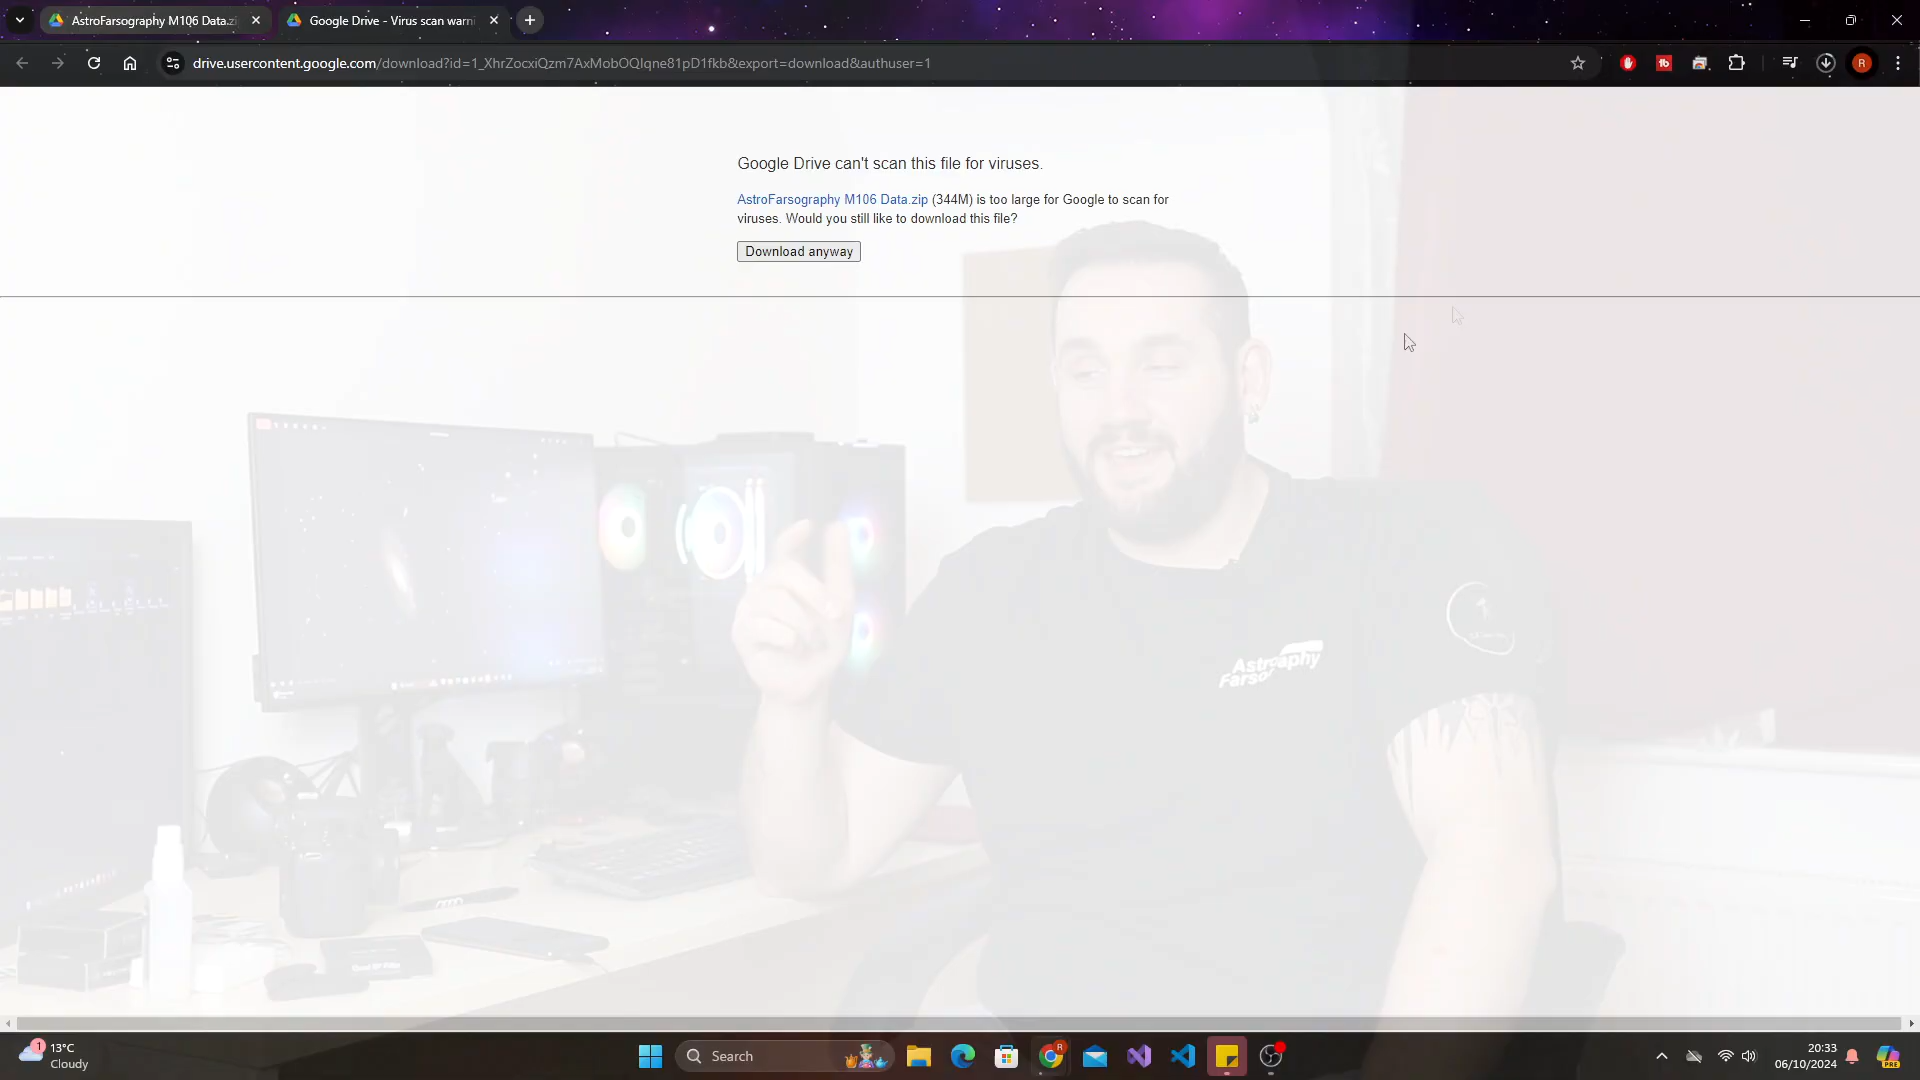 AstroFarsography M106 Data.zi
Google Drive - Virus scan warni
drive.usercontent.google.com/download?id=1_XhrZocxiQzm7AxMobOQIqne81pD1fkb&export=download&authuser=1
R
Google Drive can't scan this file for viruses.
AstroFarsography M106 Data.zip (344M) is too large for Google to scan for
viruses. Would you still like to download this file?
Download anyway
1
13°C
Cloudy
Search
R
20:33
06/10/2024
PRE